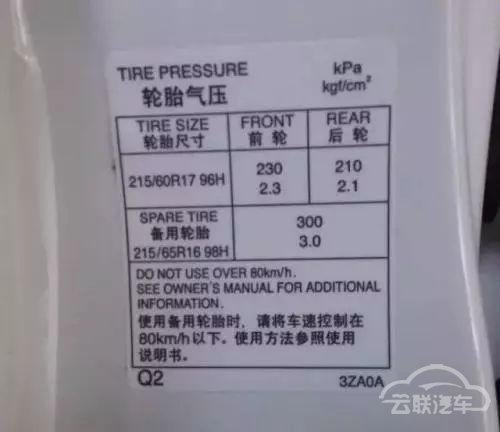 TIRE PRESSURE kPa
轮胎气压 kgf/cm²
TIRE SIZE FRONT REAR
轮胎尺寸 前 轮 后 轮
215/60R17 96H 230 210
2.3 2.1
SPARE TIRE 300
备用轮胎 3.0
215/65R16 98H
DO NOT USE OVER 80km/h.
SEE OWNER'S MANUAL FOR ADDITIONAL
INFORMATION.
使用备用轮胎时，请将车速控制在
80km/h以下。使用方法参照使用
说明书。
Q2 3ZA0A
云联汽车